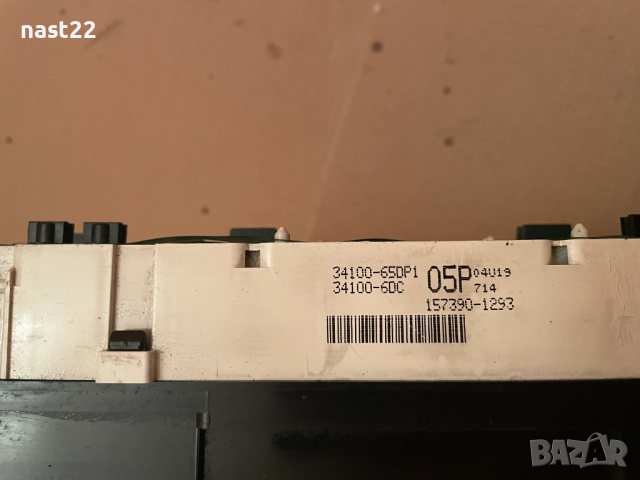 nast22
34100-65DP1 05P 04U19
34100-6DC 714
157390-1293
BAZAR